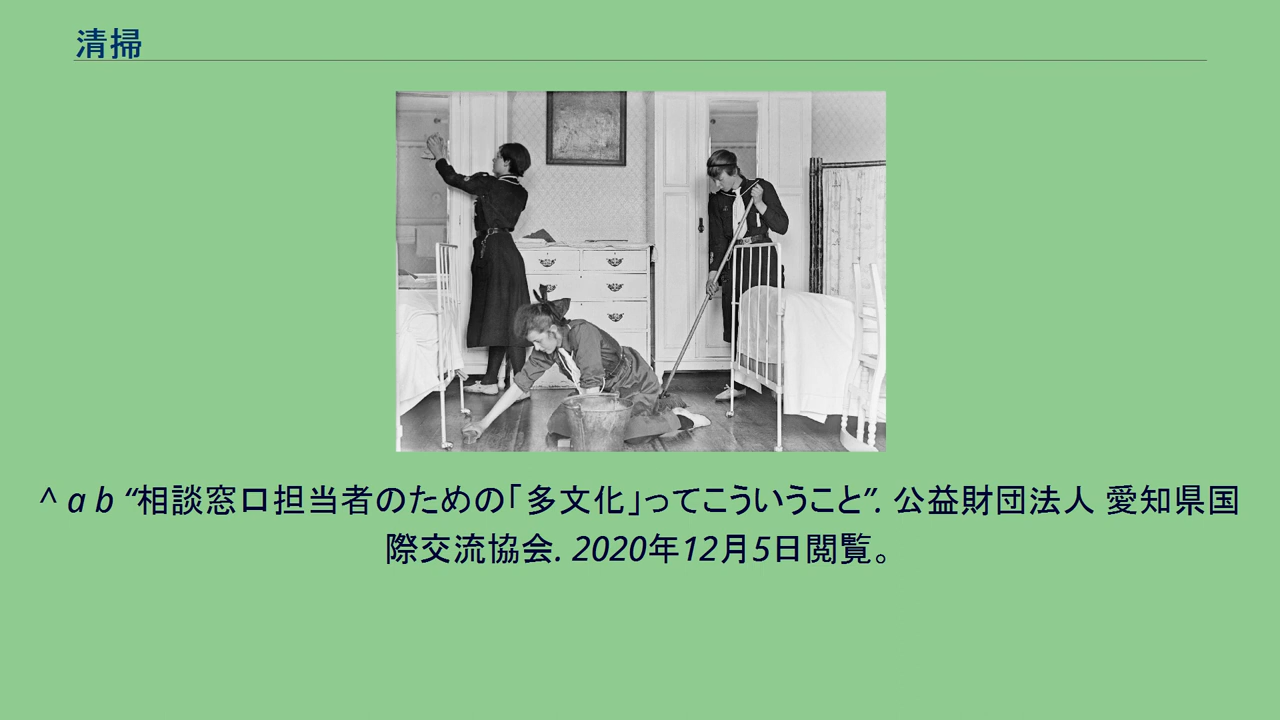 清掃
^ a b “相談窓口担当者のための「多文化」ってこういうこと”. 公益財団法人 愛知県国
際交流協会. 2020年12月5日閲覧。